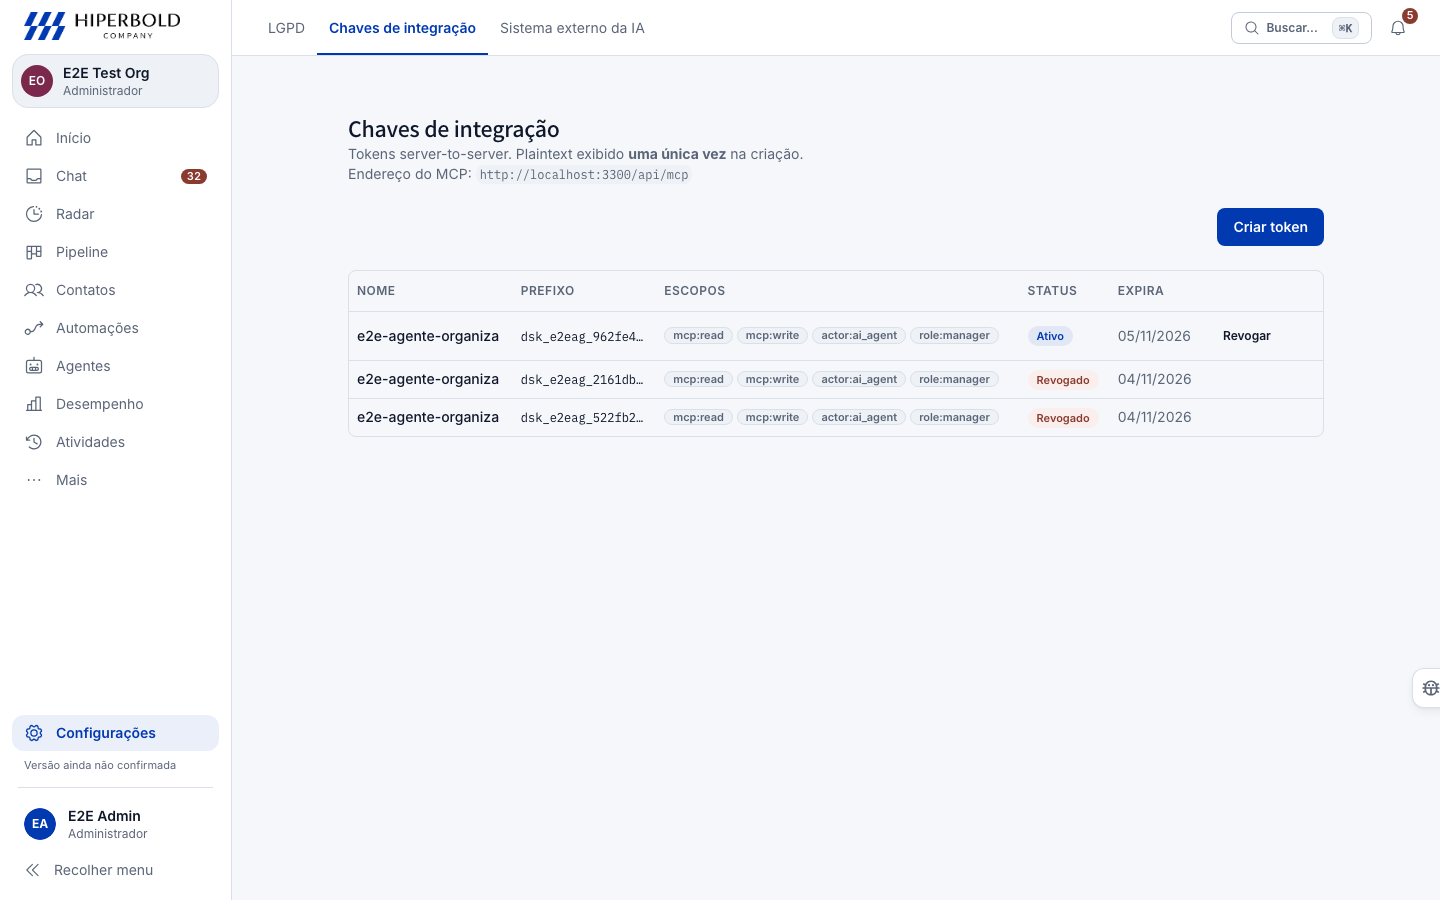 HIPERBOLD
COMPANY
EO
E2E Test Org
Administrador
Início
Chat
32
Radar
Pipeline
Contatos
Automações
Agentes
Desempenho
Atividades
Mais
Configurações
Versão ainda não confirmada
EA
E2E Admin
Administrador
Recolher menu
LGPD
Chaves de integração
Sistema externo da IA
Buscar...
⌘K
5
Chaves de integração
Tokens server-to-server. Plaintext exibido uma única vez na criação.
Endereço do MCP: http://localhost:3300/api/mcp
Criar token
NOME PREFIXO ESCOPOS STATUS EXPIRA
e2e-agente-organiza dsk_e2eag_962fe4… mcp:read mcp:write actor:ai_agent role:manager Ativo 05/11/2026 Revogar
e2e-agente-organiza dsk_e2eag_2161db… mcp:read mcp:write actor:ai_agent role:manager Revogado 04/11/2026
e2e-agente-organiza dsk_e2eag_522fb2… mcp:read mcp:write actor:ai_agent role:manager Revogado 04/11/2026